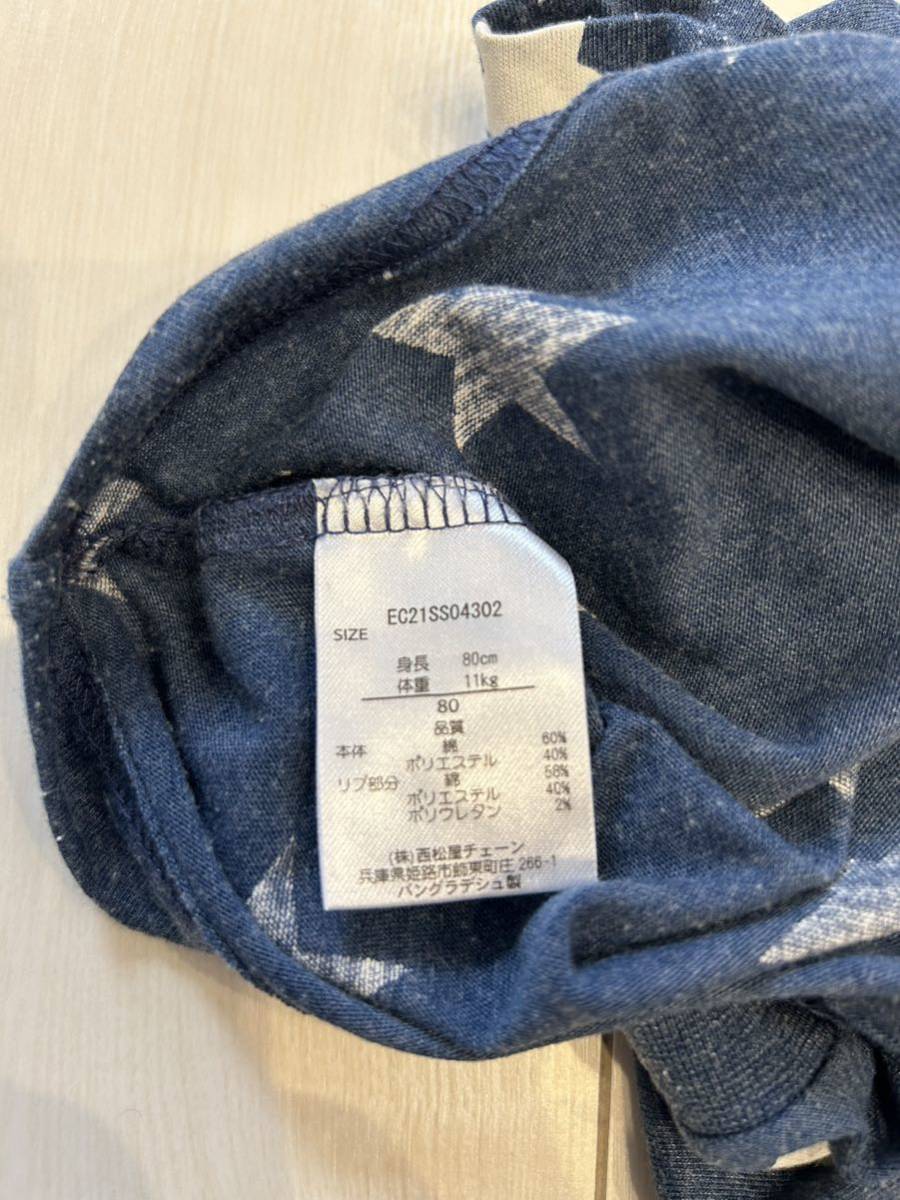 EC21SS04302
SIZE
身長 80cm
体重 11kg
80
品質
本体 綿 60%
ポリエステル 40%
リブ部分 綿 58%
ポリエステル 40%
ポリウレタン 2%
(株)西松屋チェーン
兵庫県姫路市飾東町庄 266-1
バングラデシュ製